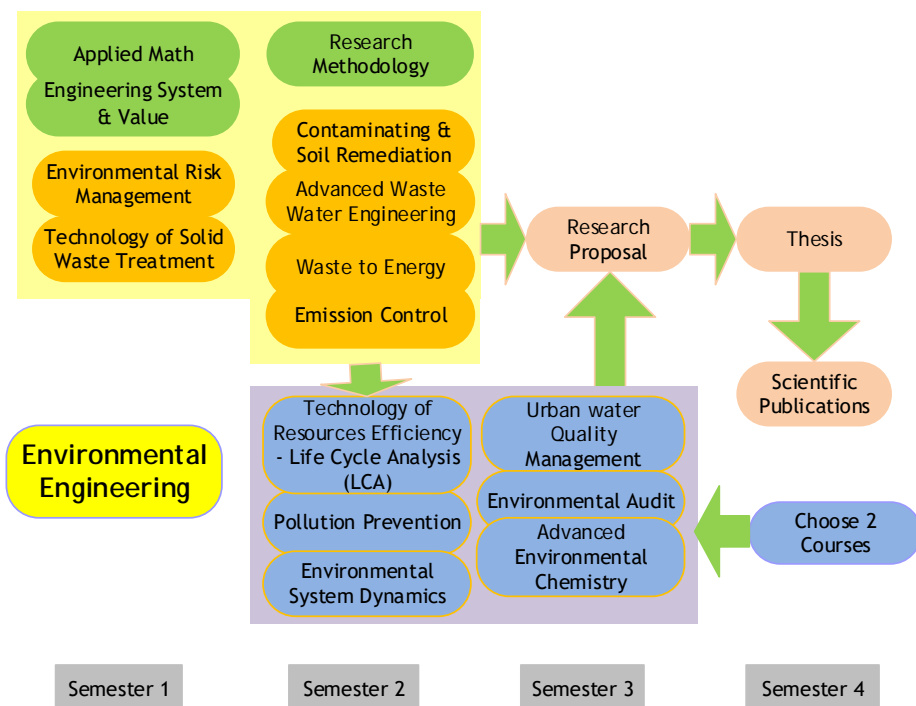 Applied Math
Engineering System
& Value
Environmental Risk
Management
Technology of Solid
Waste Treatment
Research
Methodology
Contaminating &
Soil Remediation
Advanced Waste
Water Engineering
Waste to Energy
Emission Control
Research
Proposal
Thesis
Scientific
Publications
Environmental
Engineering
Technology of
Resources Efficiency
- Life Cycle Analysis
(LCA)
Pollution Prevention
Environmental
System Dynamics
Urban water
Quality
Management
Environmental Audit
Advanced
Environmental
Chemistry
Choose 2
Courses
Semester 1
Semester 2
Semester 3
Semester 4